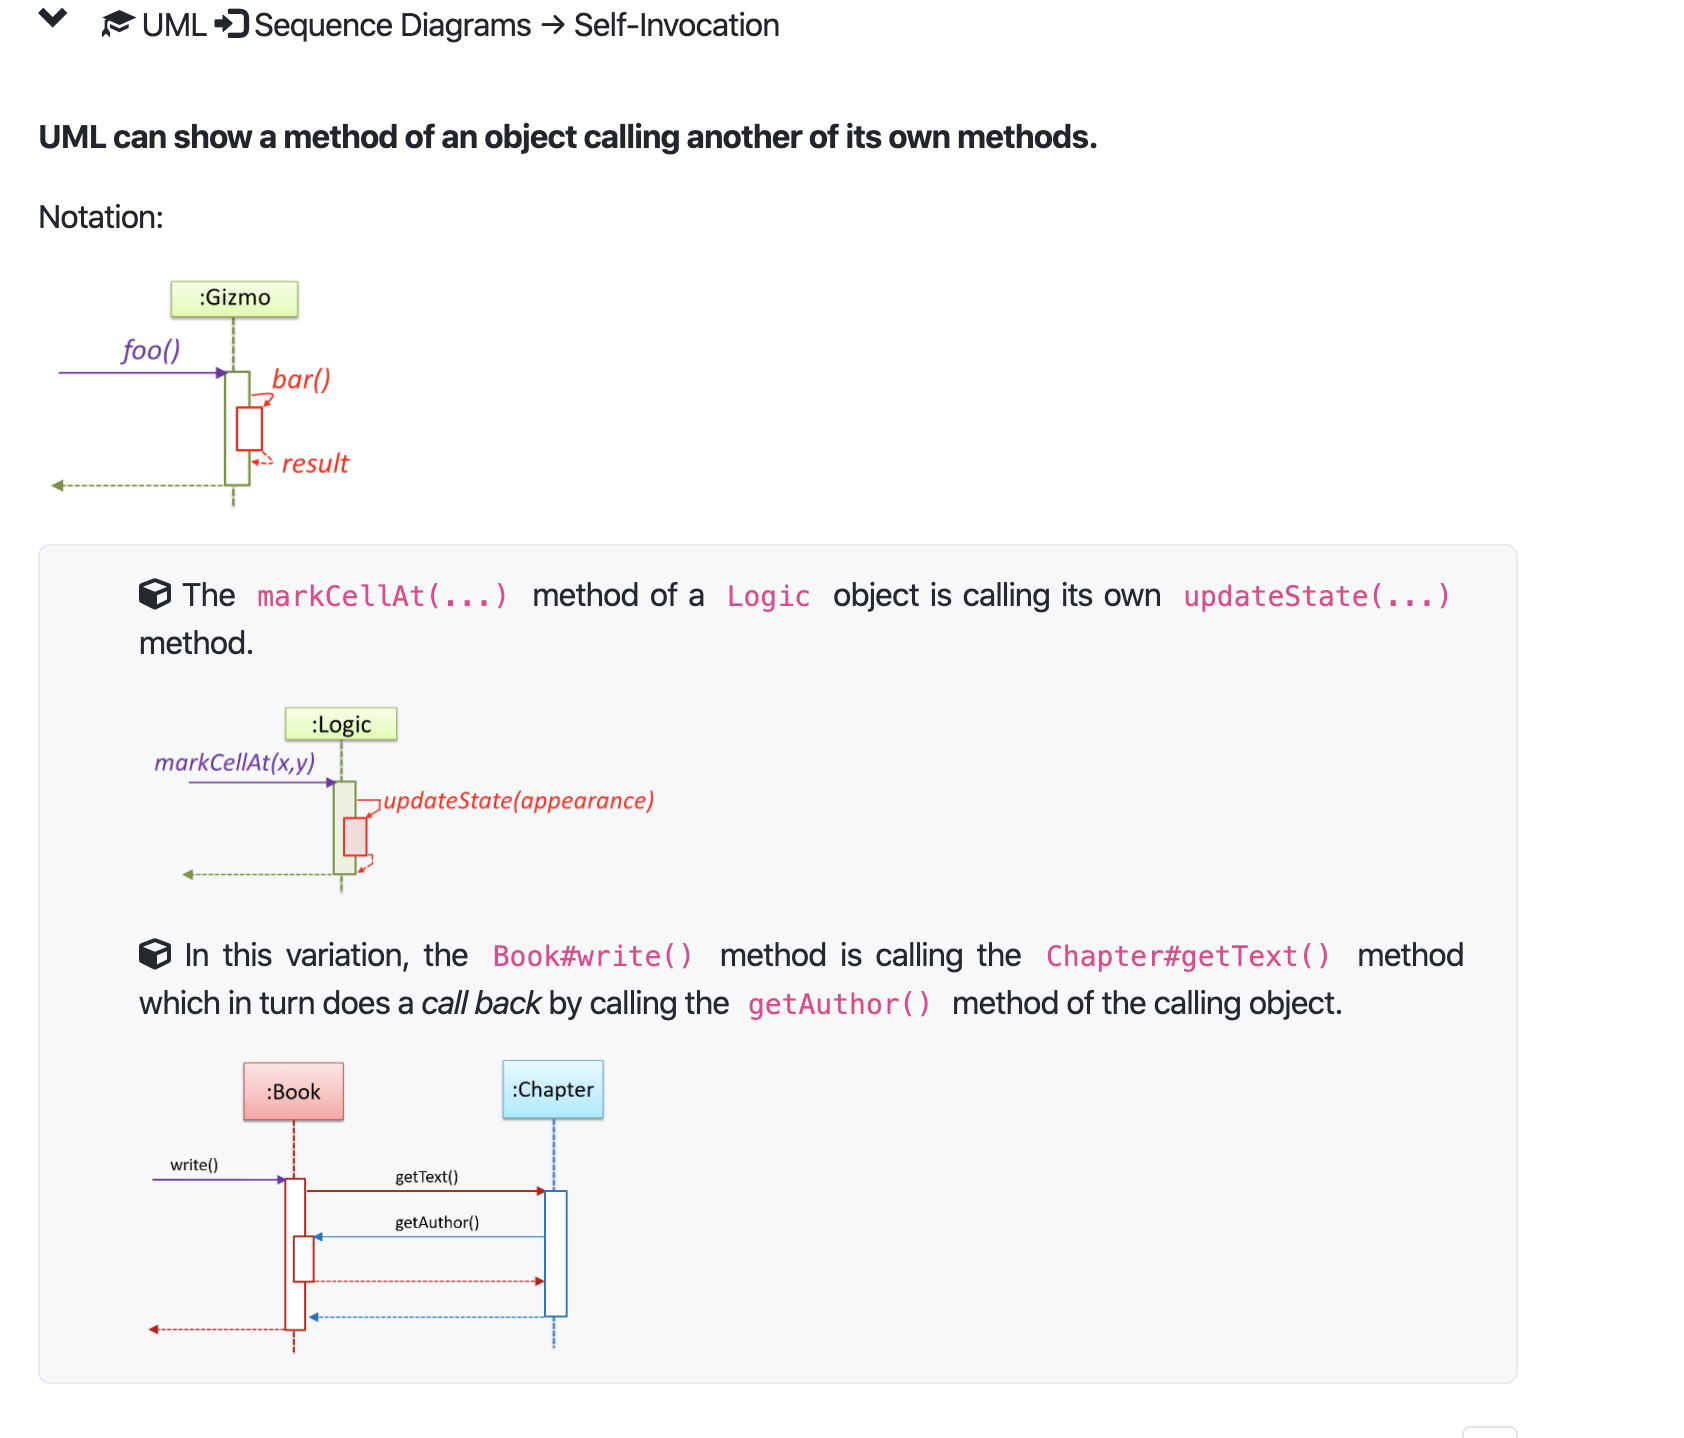 UML Sequence Diagrams → Self-Invocation
UML can show a method of an object calling another of its own methods.
Notation:
:Gizmo
foo()
bar()
result
The markCellAt(...) method of a Logic object is calling its own updateState(...)
method.
:Logic
markCellAt(x,y)
updateState(appearance)
In this variation, the Book#write() method is calling the Chapter#getText() method
which in turn does a call back by calling the getAuthor() method of the calling object.
:Book
:Chapter
write()
getText()
getAuthor()